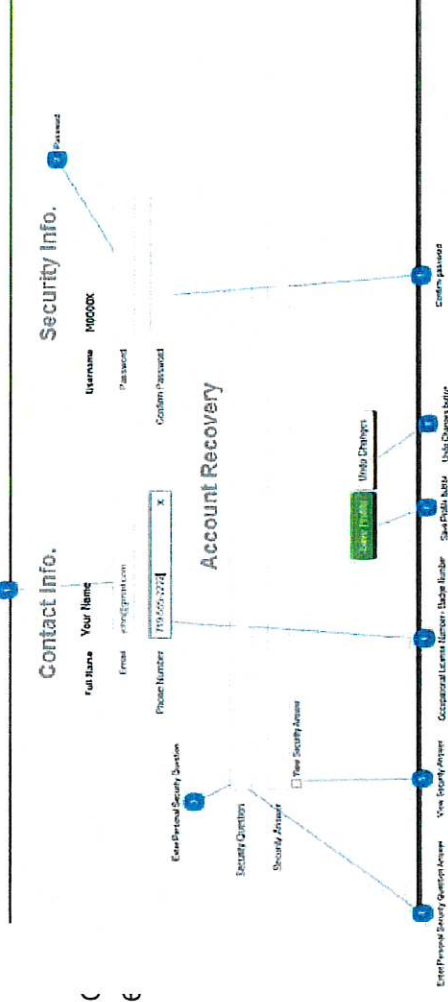 Password
Contact Info.
Security Info.
Full Name Your Name
Username M0000X
Email
Password
Phone Number x
Confirm Password
Account Recovery
Enter Personal Security Question
Security Question
Security Answer
View Security Answer
Save Profile Undo Changes
Enter Personal Security Question Answer
View Security Answer
Occupational License Number - Badge Number
Save Profile button
Undo Changes button
Confirm password